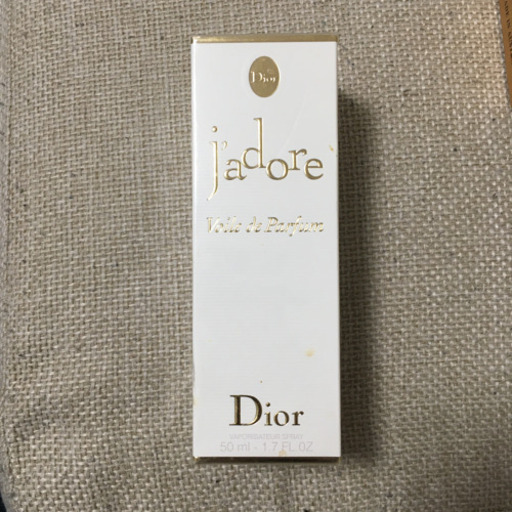 Dior
j'adore
Voile de Parfum
Dior
VAPORISATEUR SPRAY
50 ml - 1.7 FL.OZ